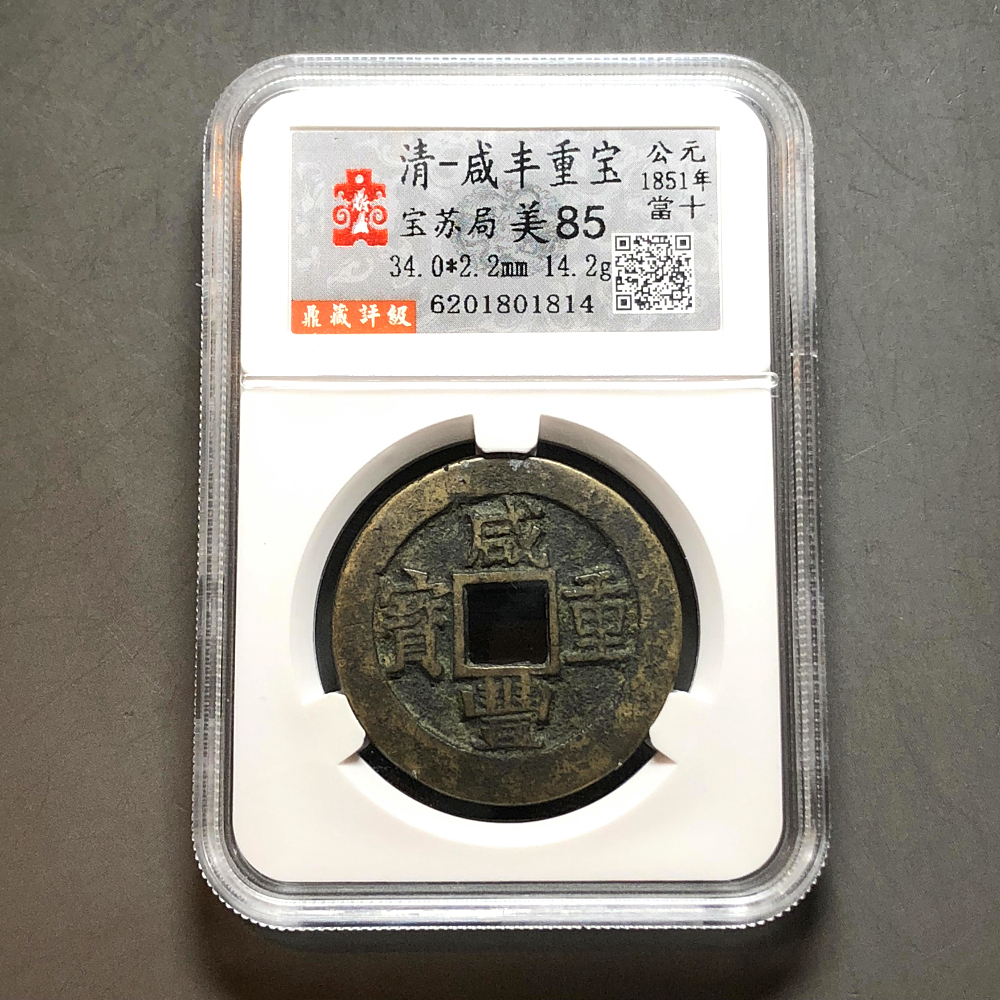 清-咸丰重宝
公元
1851年
當十
宝苏局 美85
34.0*2.2mm 14.2g
6201801814
鼎藏評級
咸
豐
重
寶